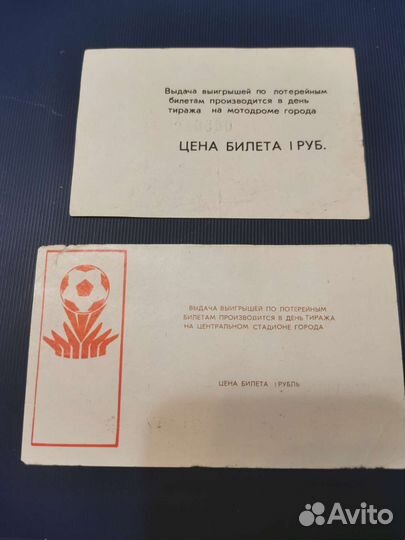 Выдача выигрышей по лотерейным
билетам производится в день
тиража на мотодроме города
ЦЕНА БИЛЕТА 1 РУБ.
ВЫДАЧА ВЫИГРЫШЕЙ ПО ЛОТЕРЕЙНЫМ
БИЛЕТАМ ПРОИЗВОДИТСЯ В ДЕНЬ ТИРАЖА
НА ЦЕНТРАЛЬНОМ СТАДИОНЕ ГОРОДА
ЦЕНА БИЛЕТА 1 РУБЛЬ
Avito